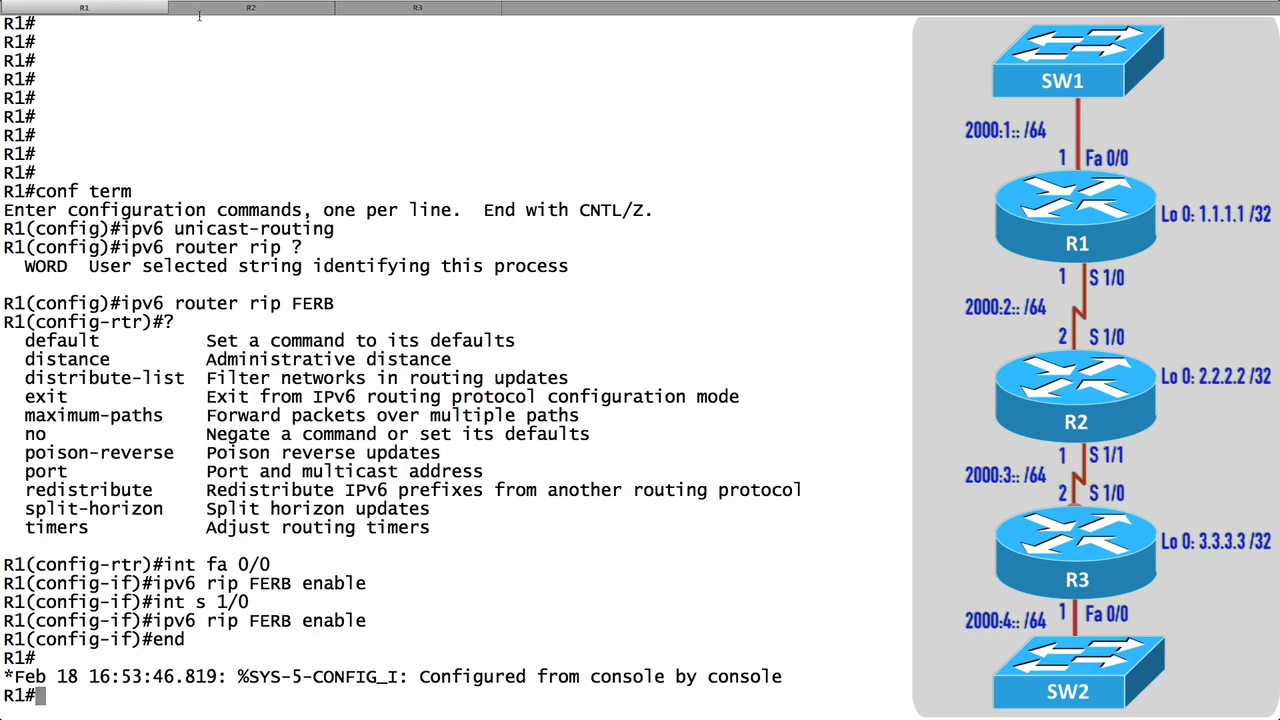 R1 R2 R3
R1#
R1#
R1#
R1#
R1#
R1#
R1#
R1#
R1#
R1#conf term
Enter configuration commands, one per line.  End with CNTL/Z.
R1(config)#ipv6 unicast-routing
R1(config)#ipv6 router rip ?
  WORD  User selected string identifying this process
R1(config)#ipv6 router rip FERB
R1(config-rtr)#?
  default          Set a command to its defaults
  distance         Administrative distance
  distribute-list  Filter networks in routing updates
  exit             Exit from IPv6 routing protocol configuration mode
  maximum-paths    Forward packets over multiple paths
  no               Negate a command or set its defaults
  poison-reverse   Poison reverse updates
  port             Port and multicast address
  redistribute     Redistribute IPv6 prefixes from another routing protocol
  split-horizon    Split horizon updates
  timers           Adjust routing timers
R1(config-rtr)#int fa 0/0
R1(config-if)#ipv6 rip FERB enable
R1(config-if)#int s 1/0
R1(config-if)#ipv6 rip FERB enable
R1(config-if)#end
R1#
*Feb 18 16:53:46.819: %SYS-5-CONFIG_I: Configured from console by console
R1#
SW1
2000:1:: /64
1 Fa 0/0
Lo 0: 1.1.1.1 /32
R1
1 S 1/0
2000:2:: /64
2 S 1/0
Lo 0: 2.2.2.2 /32
R2
1 S 1/1
2000:3:: /64
2 S 1/0
Lo 0: 3.3.3.3 /32
R3
2000:4:: /64 1 Fa 0/0
SW2